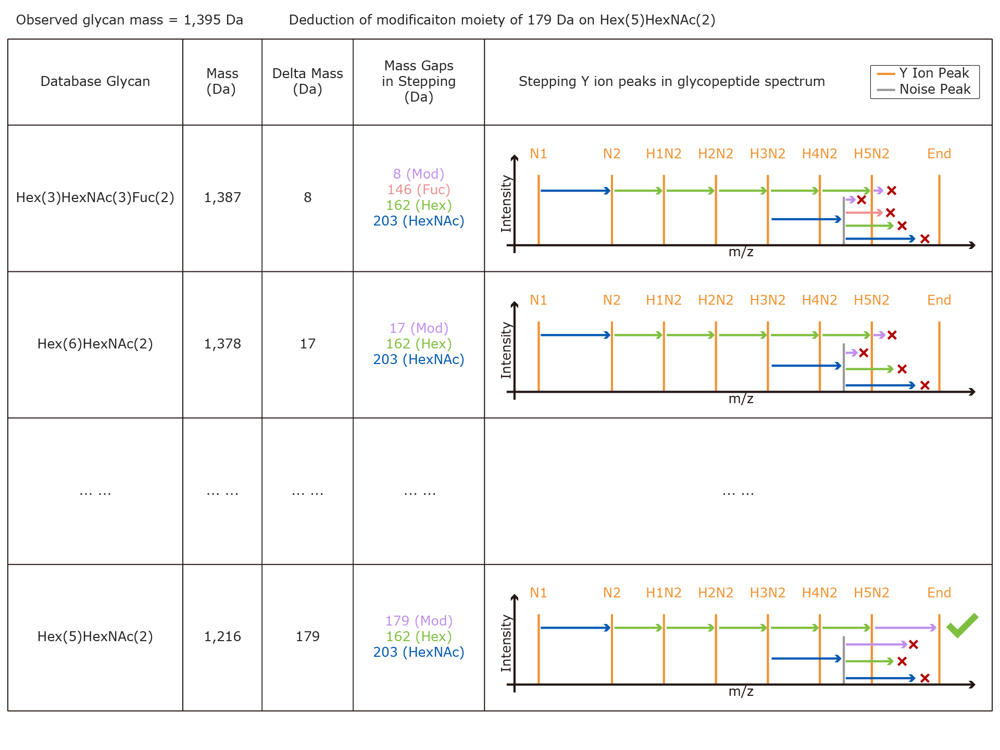 Observed glycan mass = 1,395 Da
Deduction of modificaiton moiety of 179 Da on Hex(5)HexNAc(2)
Database Glycan
Mass
(Da)
Delta Mass
(Da)
Mass Gaps
in Stepping
(Da)
Stepping Y ion peaks in glycopeptide spectrum
Y Ion Peak
Noise Peak
Hex(3)HexNAc(3)Fuc(2)
1,387
8
8 (Mod)
146 (Fuc)
162 (Hex)
203 (HexNAc)
N1 N2 H1N2 H2N2 H3N2 H4N2 H5N2 End
Intensity
m/z
Hex(6)HexNAc(2)
1,378
17
17 (Mod)
162 (Hex)
203 (HexNAc)
N1 N2 H1N2 H2N2 H3N2 H4N2 H5N2 End
Intensity
m/z
... ...
... ...
... ...
... ...
... ...
Hex(5)HexNAc(2)
1,216
179
179 (Mod)
162 (Hex)
203 (HexNAc)
N1 N2 H1N2 H2N2 H3N2 H4N2 H5N2 End
Intensity
m/z